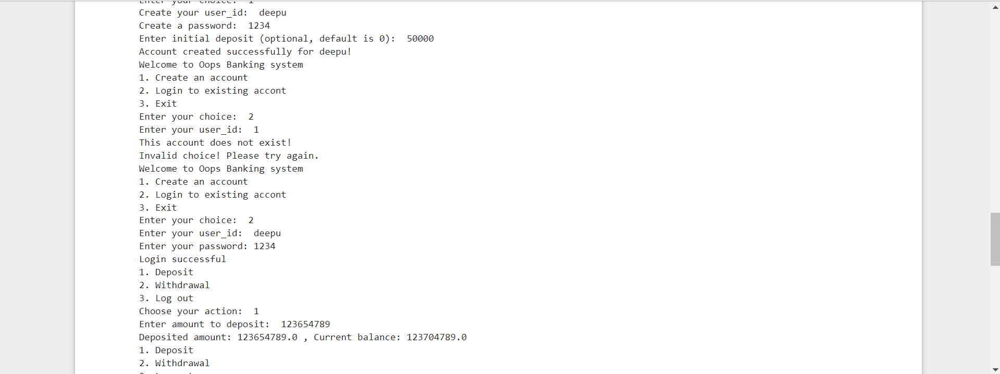 Enter your choice:  1
Create your user_id:  deepu
Create a password:  1234
Enter initial deposit (optional, default is 0):  50000
Account created successfully for deepu!
Welcome to Oops Banking system
1. Create an account
2. Login to existing accont
3. Exit
Enter your choice:  2
Enter your user_id:  1
This account does not exist!
Invalid choice! Please try again.
Welcome to Oops Banking system
1. Create an account
2. Login to existing accont
3. Exit
Enter your choice:  2
Enter your user_id:  deepu
Enter your password: 1234
Login successful
1. Deposit
2. Withdrawal
3. Log out
Choose your action:  1
Enter amount to deposit:  123654789
Deposited amount: 123654789.0 , Current balance: 123704789.0
1. Deposit
2. Withdrawal